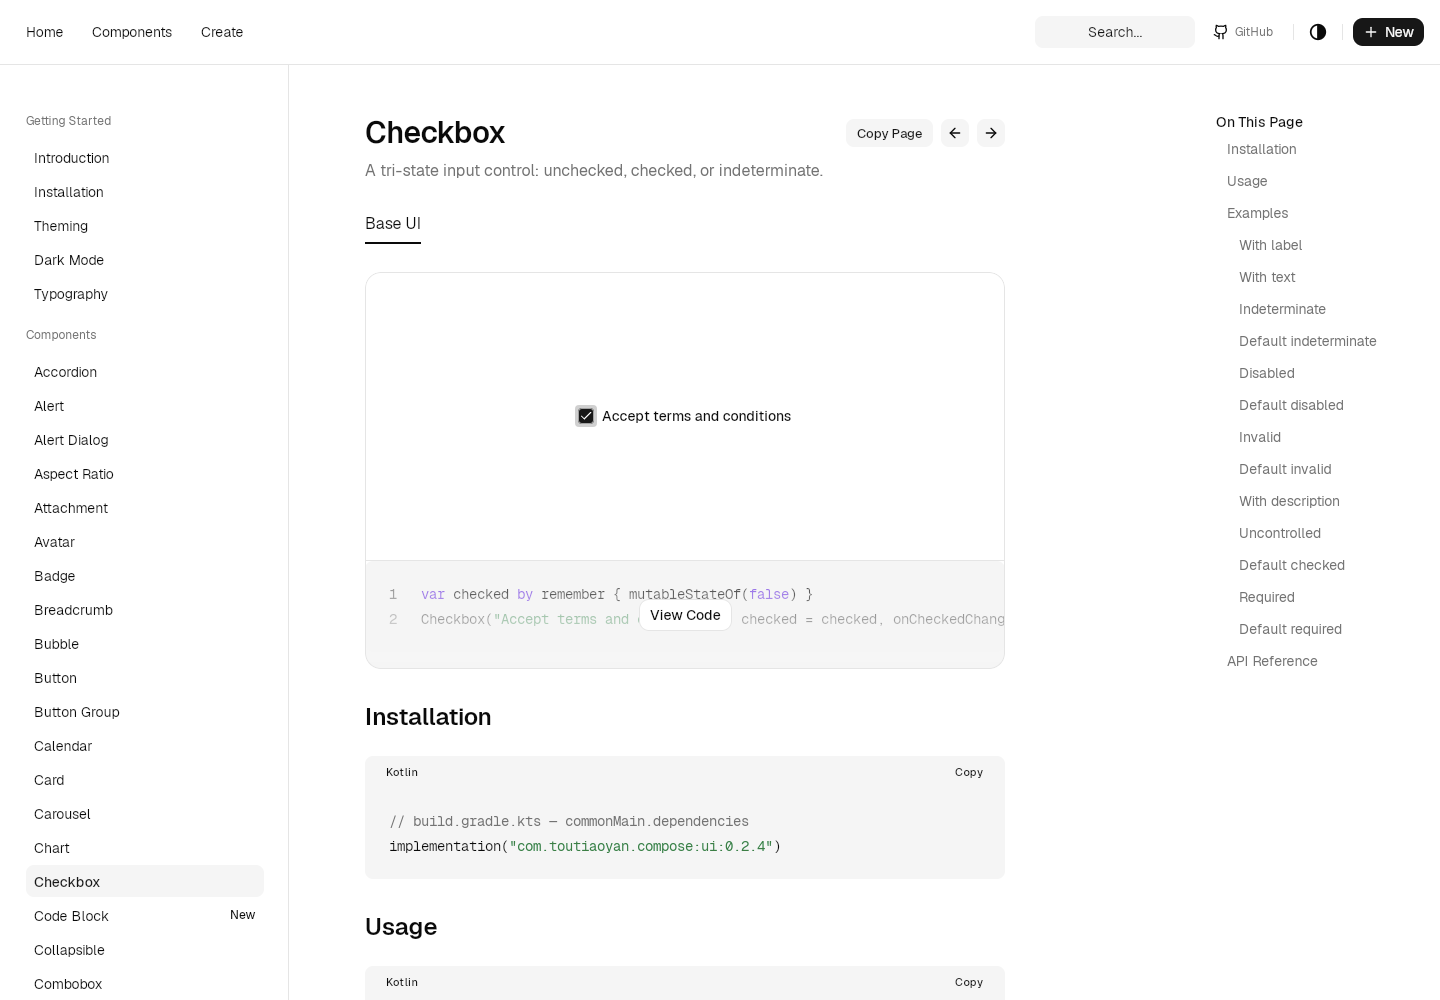 Home Components Create Search... GitHub New
Getting Started
Introduction
Installation
Theming
Dark Mode
Typography
Components
Accordion
Alert
Alert Dialog
Aspect Ratio
Attachment
Avatar
Badge
Breadcrumb
Bubble
Button
Button Group
Calendar
Card
Carousel
Chart
Checkbox
Code Block New
Collapsible
Combobox
Checkbox Copy Page
A tri-state input control: unchecked, checked, or indeterminate.
Base UI
Accept terms and conditions
1 var checked by remember { mutableStateOf(false) }
2 Checkbox("Accept terms and checked = checked, onCheckedChang
View Code
Installation
Kotlin Copy
// build.gradle.kts — commonMain.dependencies
implementation("com.toutiaoyan.compose:ui:0.2.4")
Usage
Kotlin Copy
On This Page
Installation
Usage
Examples
With label
With text
Indeterminate
Default indeterminate
Disabled
Default disabled
Invalid
Default invalid
With description
Uncontrolled
Default checked
Required
Default required
API Reference